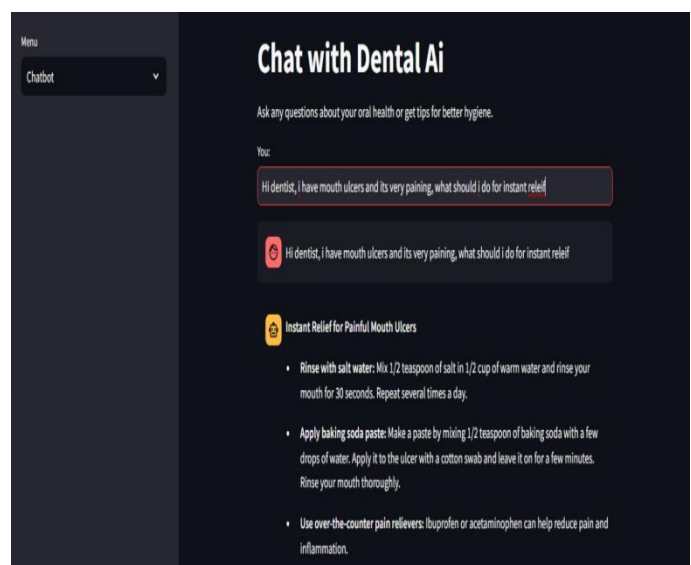 Menu
Chatbot
Chat with Dental Ai
Ask any questions about your oral health or get tips for better hygiene.
You:
Hi dentist, i have mouth ulcers and its very paining, what should i do for instant releif
Hi dentist, i have mouth ulcers and its very paining, what should i do for instant releif
Instant Relief for Painful Mouth Ulcers
• Rinse with salt water: Mix 1/2 teaspoon of salt in 1/2 cup of warm water and rinse your
mouth for 30 seconds. Repeat several times a day.
• Apply baking soda paste: Make a paste by mixing 1/2 teaspoon of baking soda with a few
drops of water. Apply it to the ulcer with a cotton swab and leave it on for a few minutes.
Rinse your mouth thoroughly.
• Use over-the-counter pain relievers: Ibuprofen or acetaminophen can help reduce pain and
inflammation.